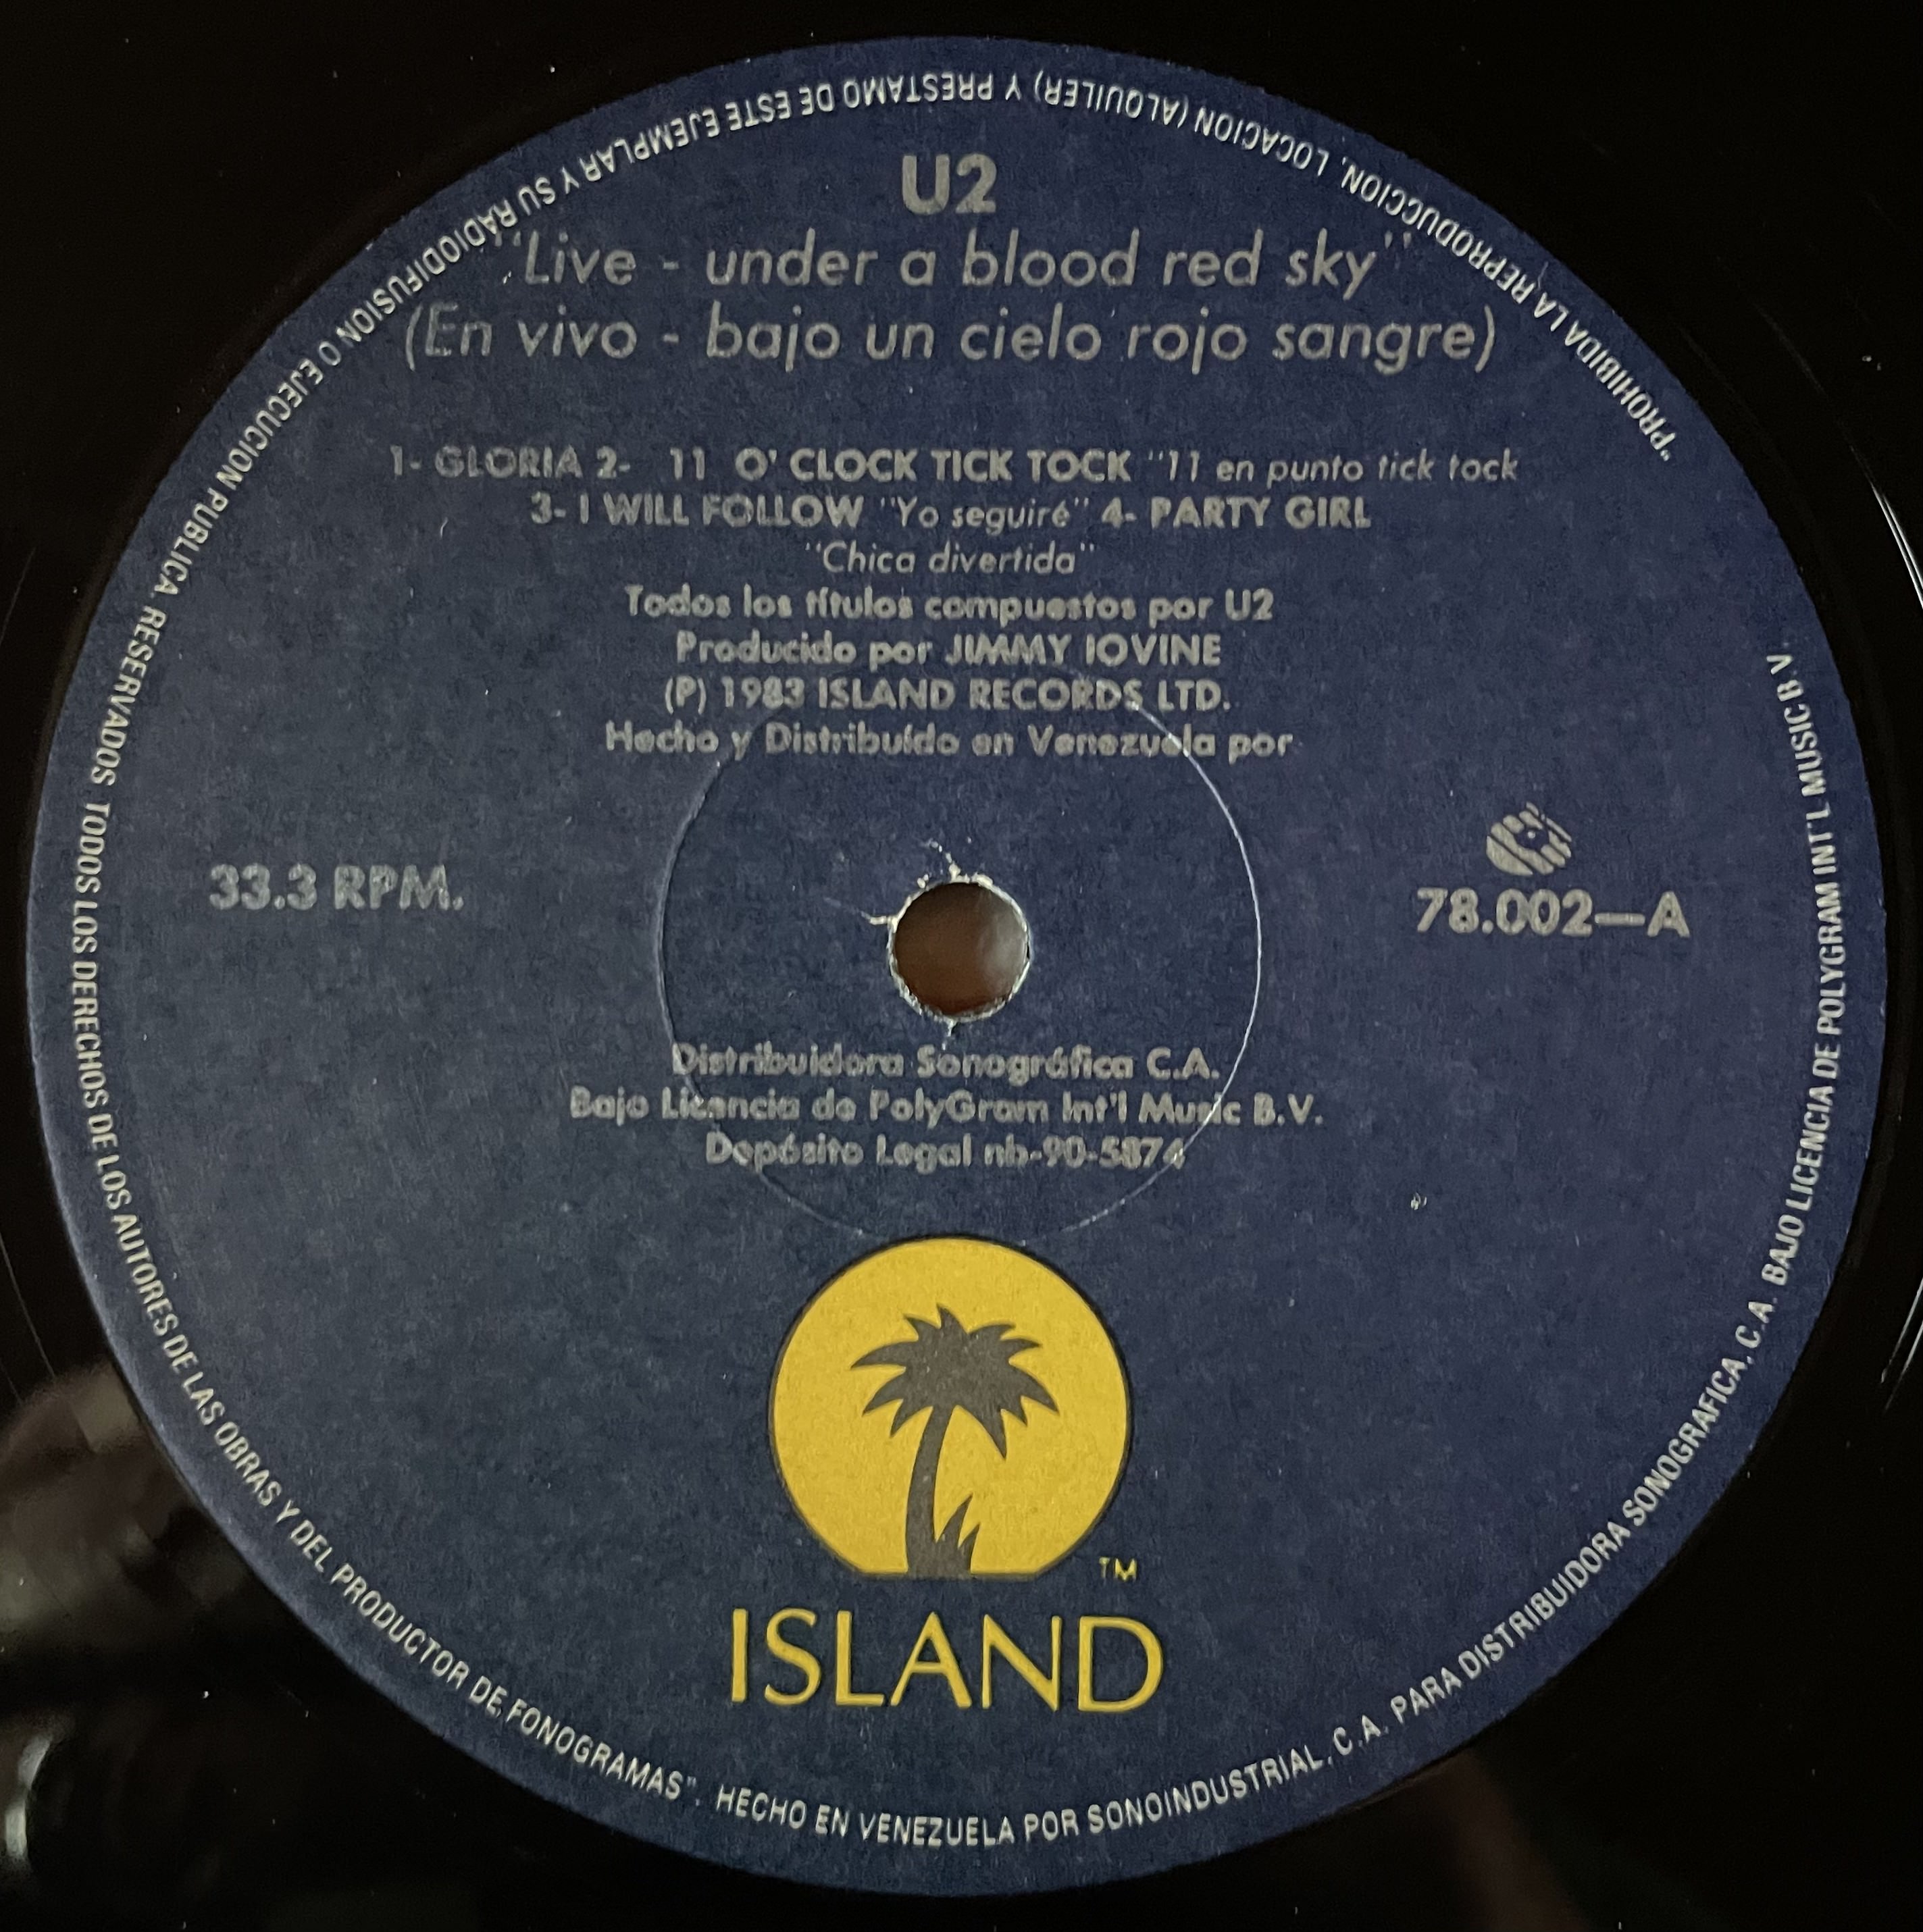 U2
"Live - under a blood red sky"
(En vivo - bajo un cielo rojo sangre)
1- GLORIA 2- 11 O' CLOCK TICK TOCK "11 en punto tick tock
3- I WILL FOLLOW "Yo seguiré" 4- PARTY GIRL
"Chica divertida"
Todos los títulos compuestos por U2
Producido por JIMMY IOVINE
(P) 1983 ISLAND RECORDS LTD.
Hecho y Distribuído en Venezuela por
33.3 RPM.
78.002—A
Distribuidora Sonográfica C.A.
Bajo Licencia de PolyGram Int'l Music B.V.
Depósito Legal nb-90-5874
TM
ISLAND
"PROHIBIDA LA REPRODUCCION, LOCACION (ALQUILER) Y PRESTAMO DE ESTE EJEMPLAR Y SU RADIODIFUSION O EJECUCION PUBLICA. RESERVADOS TODOS LOS DERECHOS DE LOS AUTORES DE LAS OBRAS Y DEL PRODUCTOR DE FONOGRAMAS". HECHO EN VENEZUELA POR SONOINDUSTRIAL, C.A. PARA DISTRIBUIDORA SONOGRAFICA, C.A. BAJO LICENCIA DE POLYGRAM INT'L MUSIC B.V.